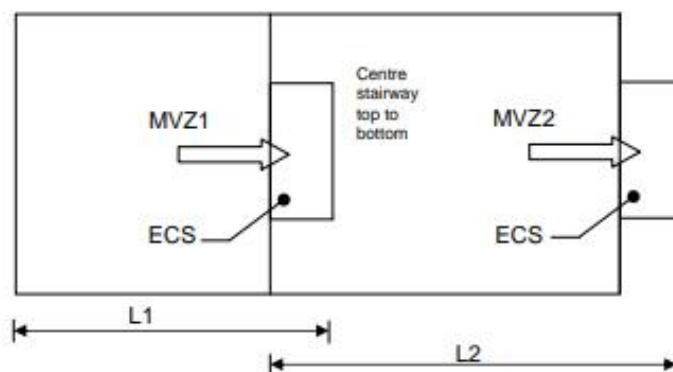 Centre
stairway
top to
bottom
MVZ1
MVZ2
ECS
ECS
L1
L2